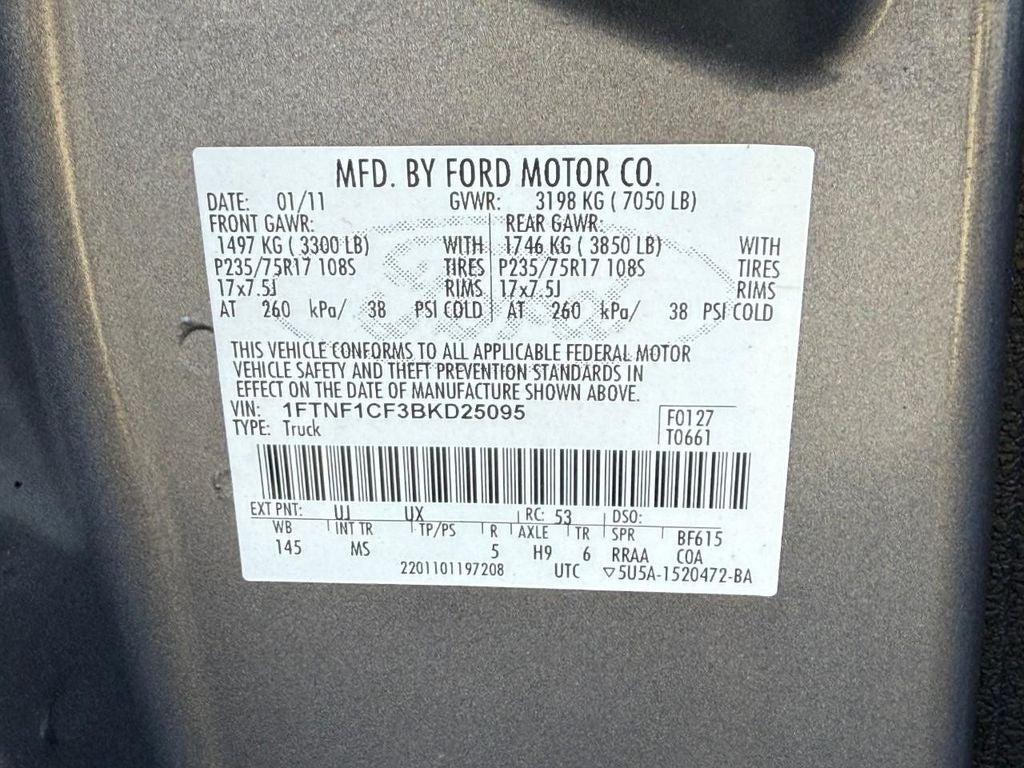 MFD. BY FORD MOTOR CO.
DATE: 01/11 GVWR: 3198 KG ( 7050 LB)
FRONT GAWR: REAR GAWR:
1497 KG ( 3300 LB) WITH 1746 KG ( 3850 LB) WITH
P235/75R17 108S TIRES P235/75R17 108S TIRES
17x7.5J RIMS 17x7.5J RIMS
AT 260 kPa/ 38 PSI COLD AT 260 kPa/ 38 PSI COLD
THIS VEHICLE CONFORMS TO ALL APPLICABLE FEDERAL MOTOR
VEHICLE SAFETY AND THEFT PREVENTION STANDARDS IN
EFFECT ON THE DATE OF MANUFACTURE SHOWN ABOVE.
VIN: 1FTNF1CF3BKD25095 F0127
TYPE: Truck T0661
EXT PNT: UJ UX RC: 53 DSO:
WB INT TR TP/PS R AXLE TR SPR BF615
145 MS 5 H9 6 RRAA COA
2201101197208 UTC ▽5U5A-1520472-BA